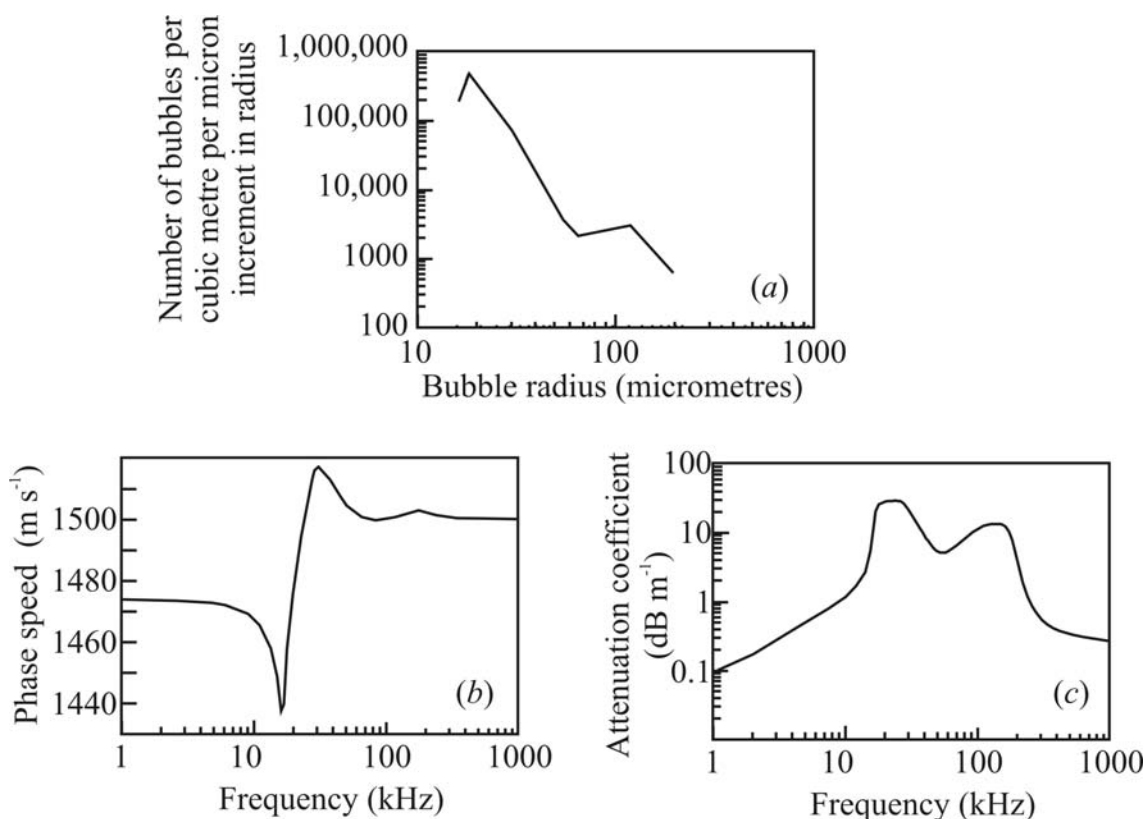 Number of bubbles per
cubic metre per micron
increment in radius
1,000,000
100,000
10,000
1000
100
10 100 1000
Bubble radius (micrometres)
(a)
Phase speed (m s⁻¹)
1500
1480
1460
1440
1 10 100 1000
Frequency (kHz)
(b)
Attenuation coefficient
(dB m⁻¹)
100
10
1
0.1
1 10 100 1000
Frequency (kHz)
(c)